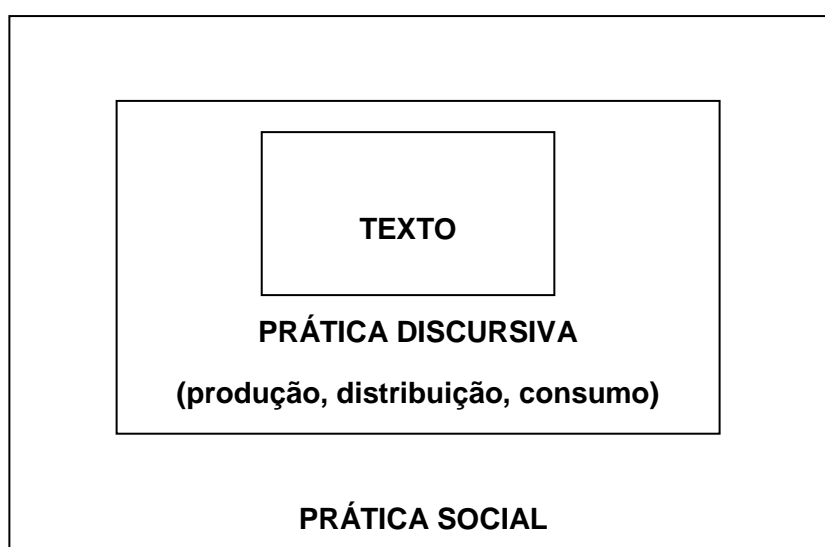 TEXTO
PRÁTICA DISCURSIVA
(produção, distribuição, consumo)
PRÁTICA SOCIAL